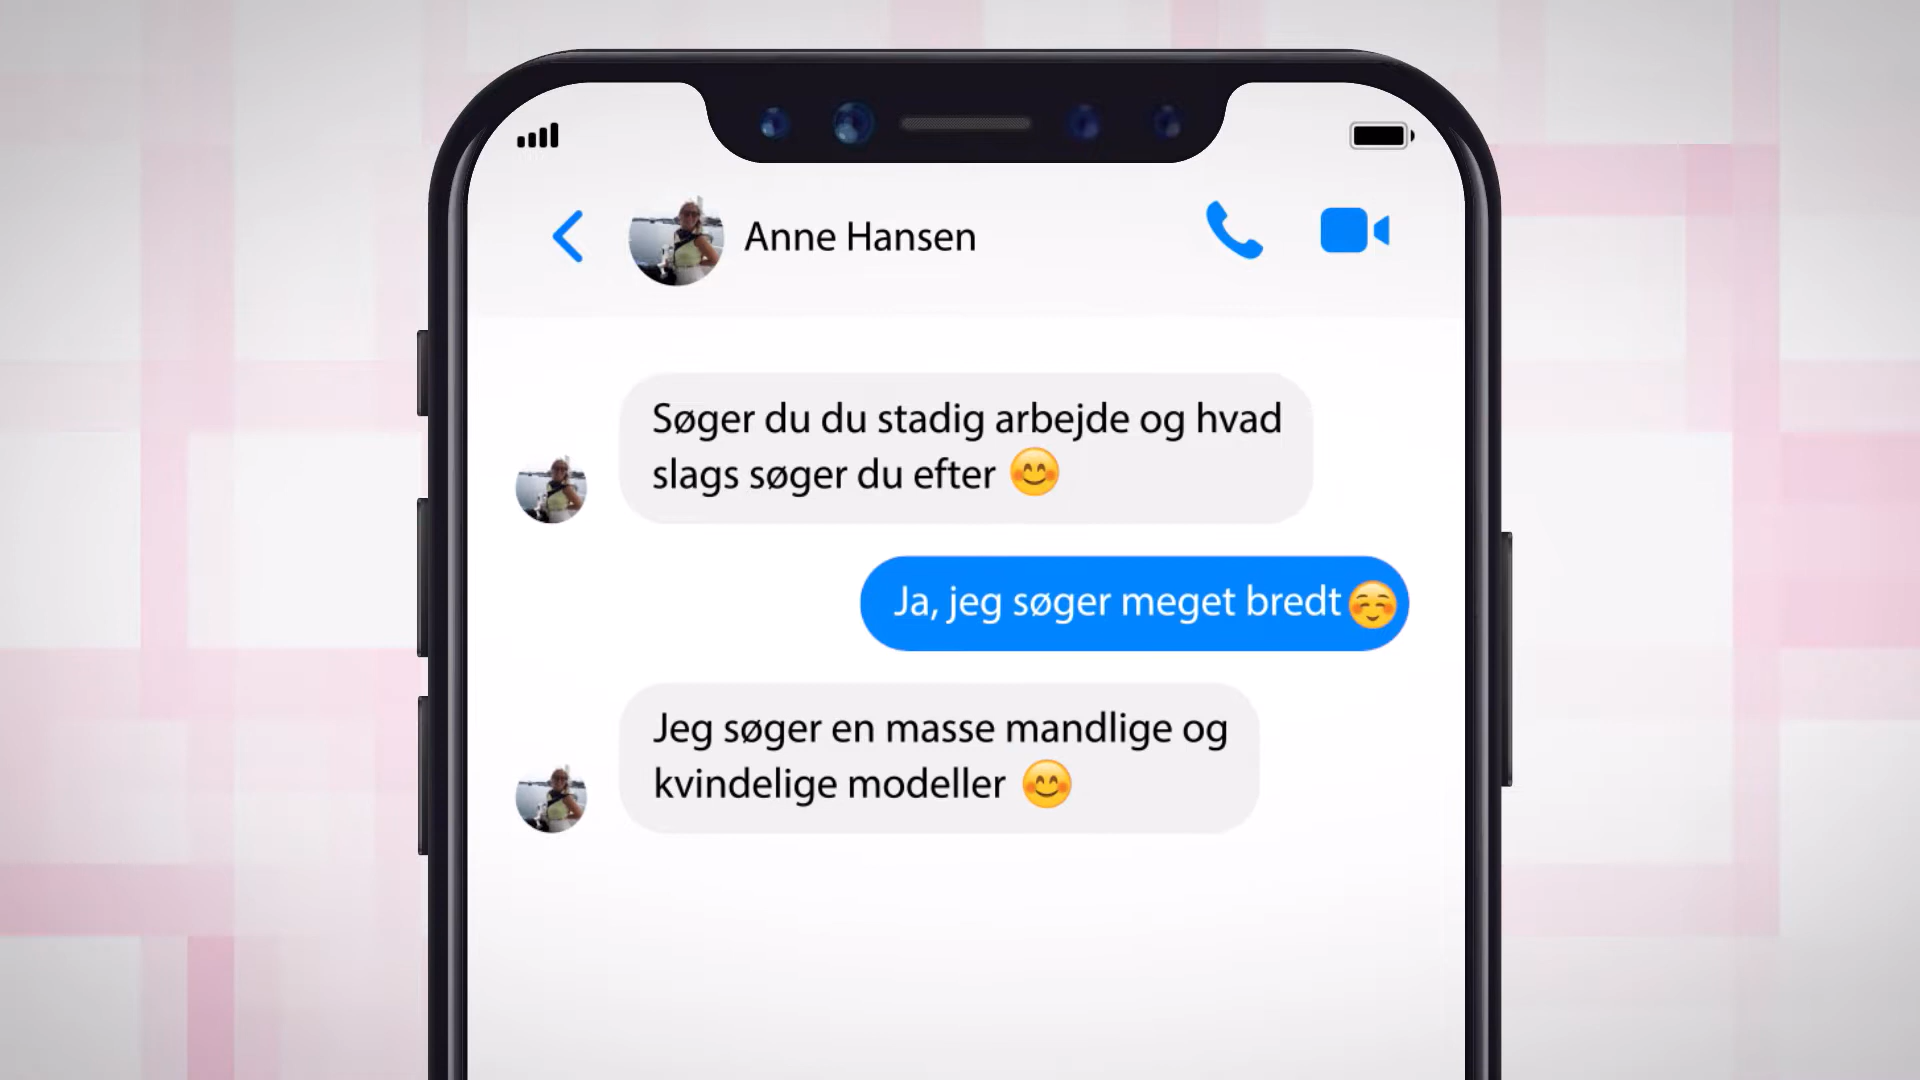 Anne Hansen
Søger du du stadig arbejde og hvad
slags søger du efter 😊
Ja, jeg søger meget bredt ☺️
Jeg søger en masse mandlige og
kvindelige modeller 😊